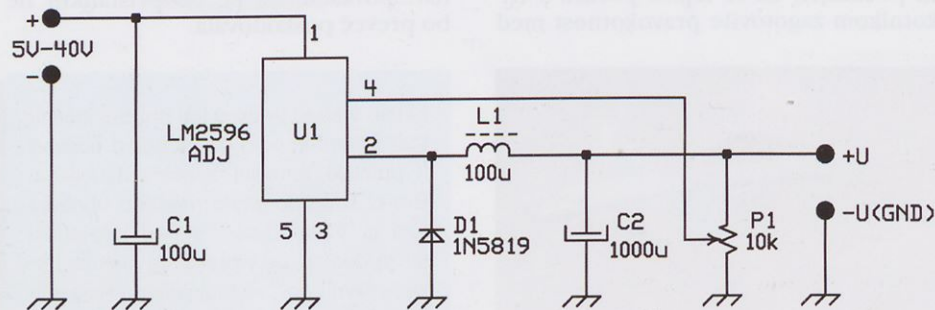 +
5V-40V
-
1
4
LM2596
ADJ
U1
2
5 3
C1
100u
L1
100u
D1
1N5819
C2
1000u
P1
10k
+U
-U(GND)